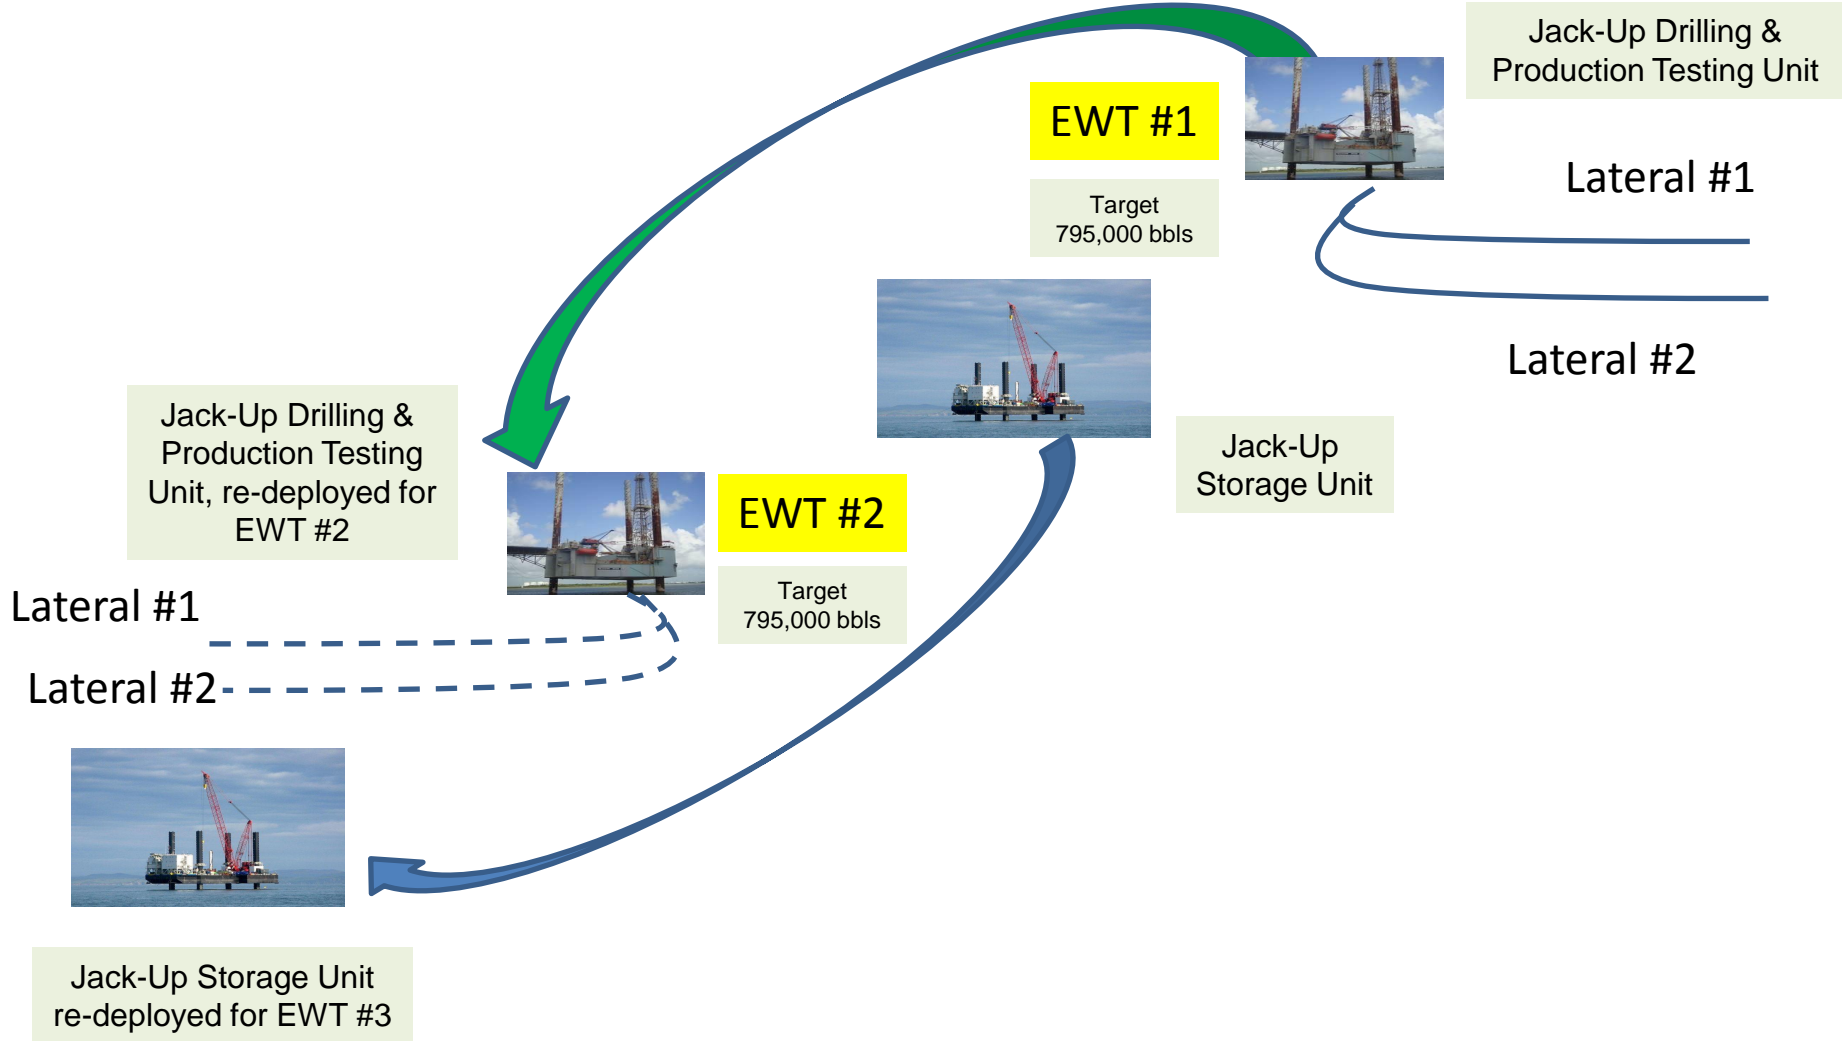 Jack-Up Drilling &
Production Testing Unit
EWT #1
Target
795,000 bbls
Lateral #1
Lateral #2
Jack-Up
Storage Unit
Jack-Up Drilling &
Production Testing
Unit, re-deployed for
EWT #2
EWT #2
Target
795,000 bbls
Lateral #1
Lateral #2
Jack-Up Storage Unit
re-deployed for EWT #3